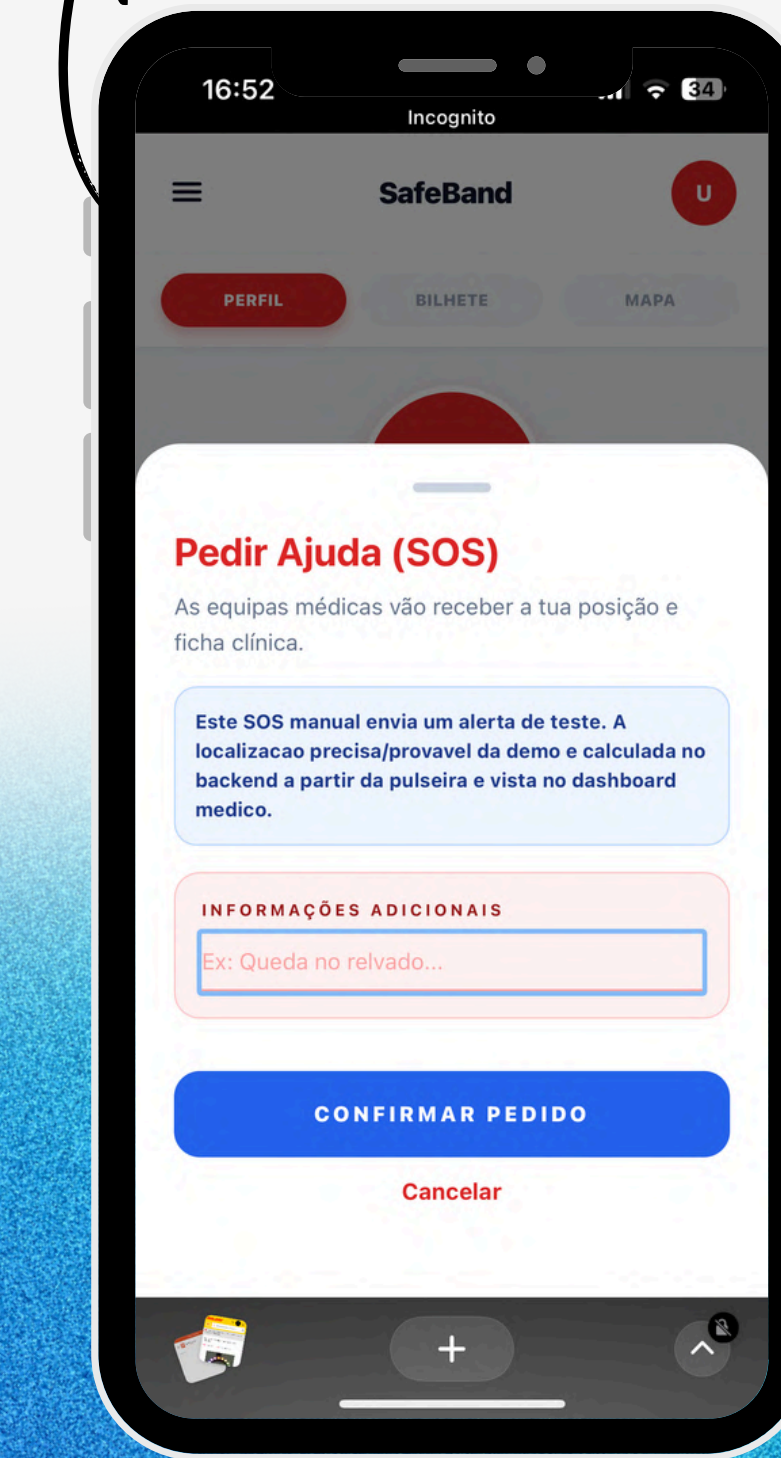 16:52
34
Incognito
SafeBand
U
PERFIL
BILHETE
MAPA
Pedir Ajuda (SOS)
As equipas médicas vão receber a tua posição e
ficha clínica.
Este SOS manual envia um alerta de teste. A
localizacao precisa/provavel da demo e calculada no
backend a partir da pulseira e vista no dashboard
medico.
INFORMAÇÕES ADICIONAIS
Ex: Queda no relvado...
CONFIRMAR PEDIDO
Cancelar